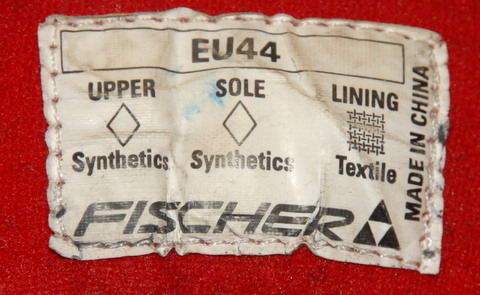 EU44
UPPER SOLE LINING
Synthetics Synthetics Textile
MADE IN CHINA
FISCHER